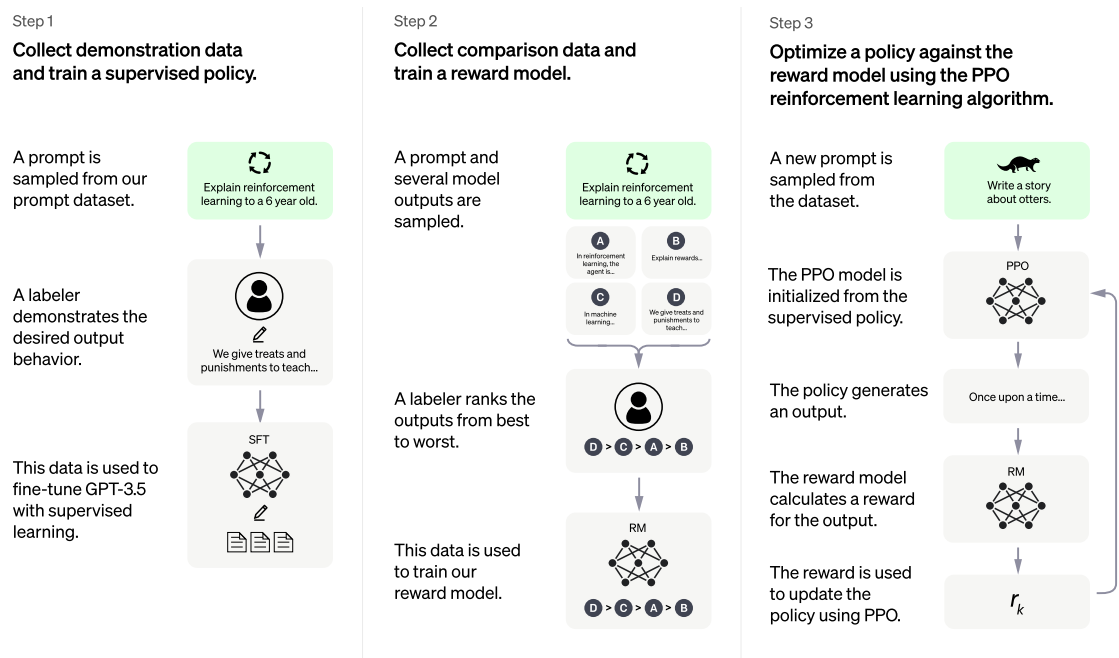 Step 1
Collect demonstration data
and train a supervised policy.
A prompt is
sampled from our
prompt dataset.
Explain reinforcement
learning to a 6 year old.
A labeler
demonstrates the
desired output
behavior.
We give treats and
punishments to teach...
This data is used to
fine-tune GPT-3.5
with supervised
learning.
SFT
Step 2
Collect comparison data and
train a reward model.
A prompt and
several model
outputs are
sampled.
Explain reinforcement
learning to a 6 year old.
A
In reinforcement
learning, the
agent is...
B
Explain rewards...
C
In machine
learning...
D
We give treats and
punishments to
teach...
A labeler ranks the
outputs from best
to worst.
D > C > A > B
This data is used
to train our
reward model.
RM
D > C > A > B
Step 3
Optimize a policy against the
reward model using the PPO
reinforcement learning algorithm.
A new prompt is
sampled from
the dataset.
Write a story
about otters.
The PPO model is
initialized from the
supervised policy.
PPO
The policy generates
an output.
Once upon a time...
The reward model
calculates a reward
for the output.
RM
The reward is used
to update the
policy using PPO.
rk